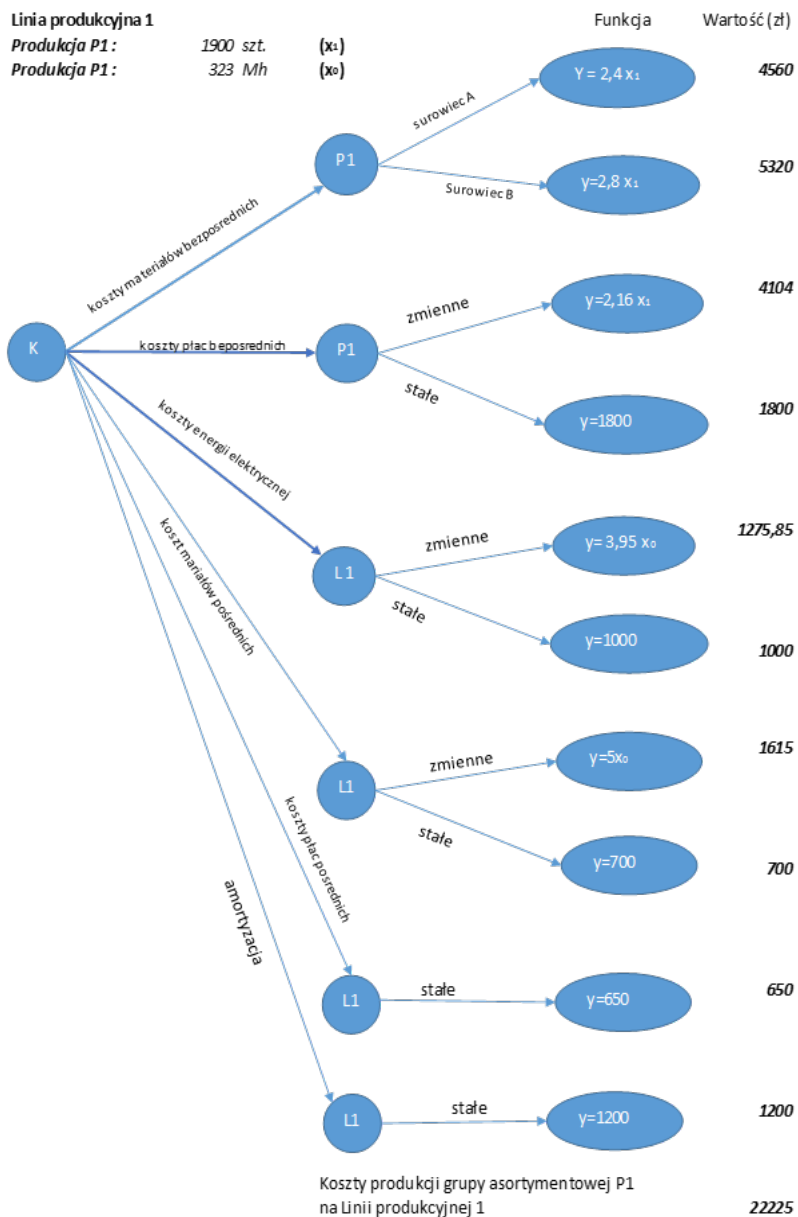 Linia produkcyjna 1
Funkcja Wartość (zł)
Produkcja P1 : 1900 szt. (x₁)
Produkcja P1 : 323 Mh (x₀)
Y = 2,4 x₁ 4560
surowiec A
P1
5320
Surowiec B
y=2,8 x₁
koszty materiałów bezposrednich
4104
zmienne
y=2,16 x₁
K
koszty płac beposrednich
P1
stałe
1800
y=1800
koszty energii elektrycznej
1275,85
zmienne
y= 3,95 x₀
L 1
koszt mariałów pośrednich
stałe
y=1000
1000
1615
zmienne
y=5x₀
L1
koszty płac posrednich
stałe
y=700
700
amortyzacja
650
L1
stałe
y=650
1200
L1
stałe
y=1200
Koszty produkcji grupy asortymentowej P1
na Linii produkcyjnej 1 22225